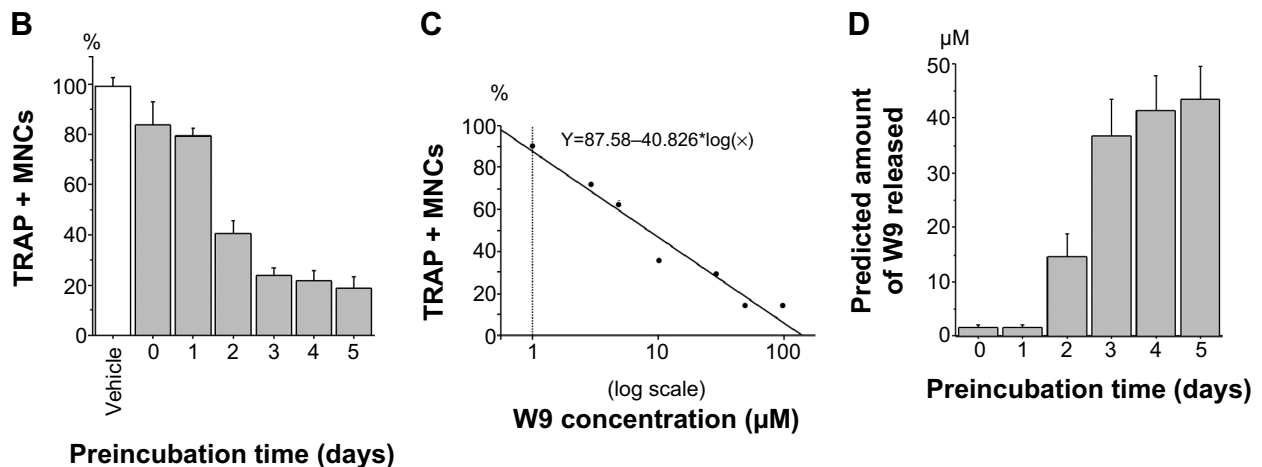 B
%
100
80
60
40
20
0
TRAP + MNCs
Vehicle
0 1 2 3 4 5
Preincubation time (days)
C
%
100
80
60
40
20
0
TRAP + MNCs
Y=87.58–40.826*log(×)
1 10 100
(log scale)
W9 concentration (µM)
D
µM
50
40
30
20
10
0
Predicted amount
of W9 released
0 1 2 3 4 5
Preincubation time (days)